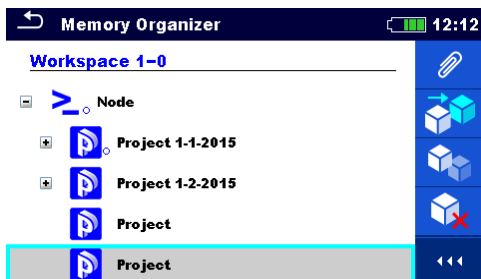 Memory Organizer 12:12
Workspace 1-0
Node
Project 1-1-2015
Project 1-2-2015
Project
Project